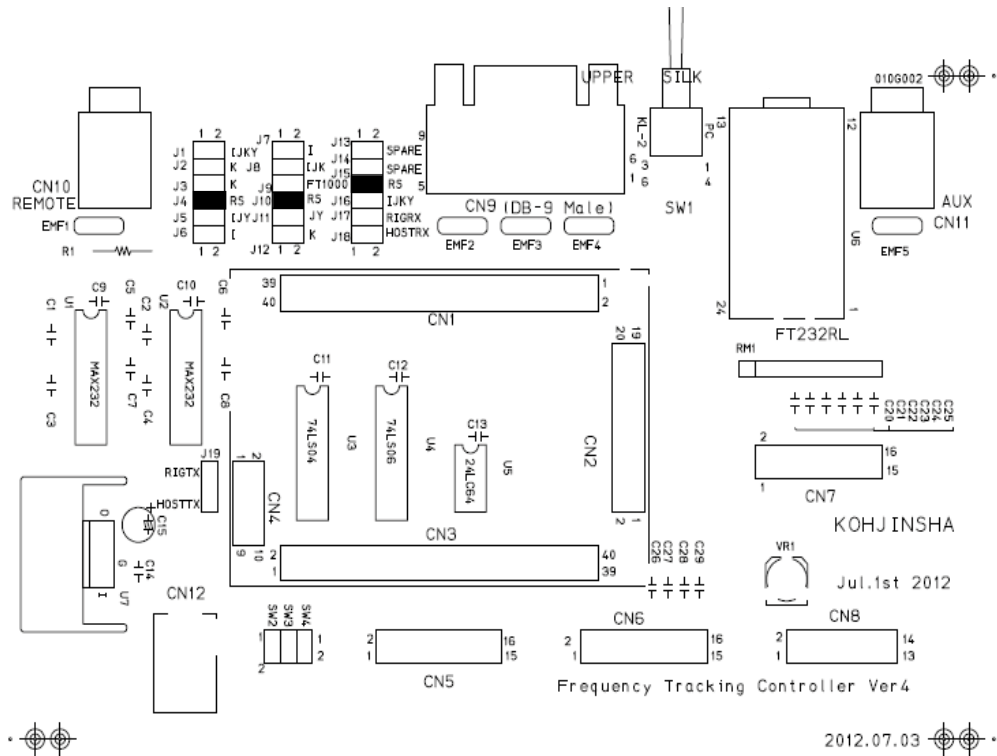 UPPER SILK
010G002
1 2 1 2 1 2
J1 IJKY
J2 K
J3 K
J4 RS
J5 IJY
J6 I
1 2
J7 I
J8 IJK
J9 FT1000
J10 RS
J11 JY
J12 K
1 2
J13 SPARE
J14 SPARE
J15 RS
J16 IJKY
J17 RIGRX
J18 HOSTRX
1 2
9
5
6
1
CN9 (DB-9 Male)
KL-2
PC
3
6
1
4
SW1
13
12
24
1
U6
FT232RL
CN10
REMOTE
EMF1
R1
EMF2
EMF3
EMF4
AUX
CN11
EMF5
C1
U1
C9
C5
C2
U2
C10
C6
MAX232
MAX232
C3
C7
C4
C8
39
40
CN1
1
2
C11
74LS04
U3
C12
74LS06
U4
C13
24LC64
U5
20
19
CN2
2
1
RM1
C20
C21
C22
C23
C24
C25
2
1
16
15
CN7
J19
RIGTX
HOSTTX
1
2
CN4
9
10
CN3
2
1
40
39
O
G
I
U7
+
C15
C14
CN12
C26
C27
C28
C29
KOHJINSHA
VR1
Jul.1st 2012
SW2
SW3
SW4
1
2
1
2
2
1
16
15
CN5
2
1
16
15
CN6
2
1
14
13
CN8
Frequency Tracking Controller Ver4
2012.07.03